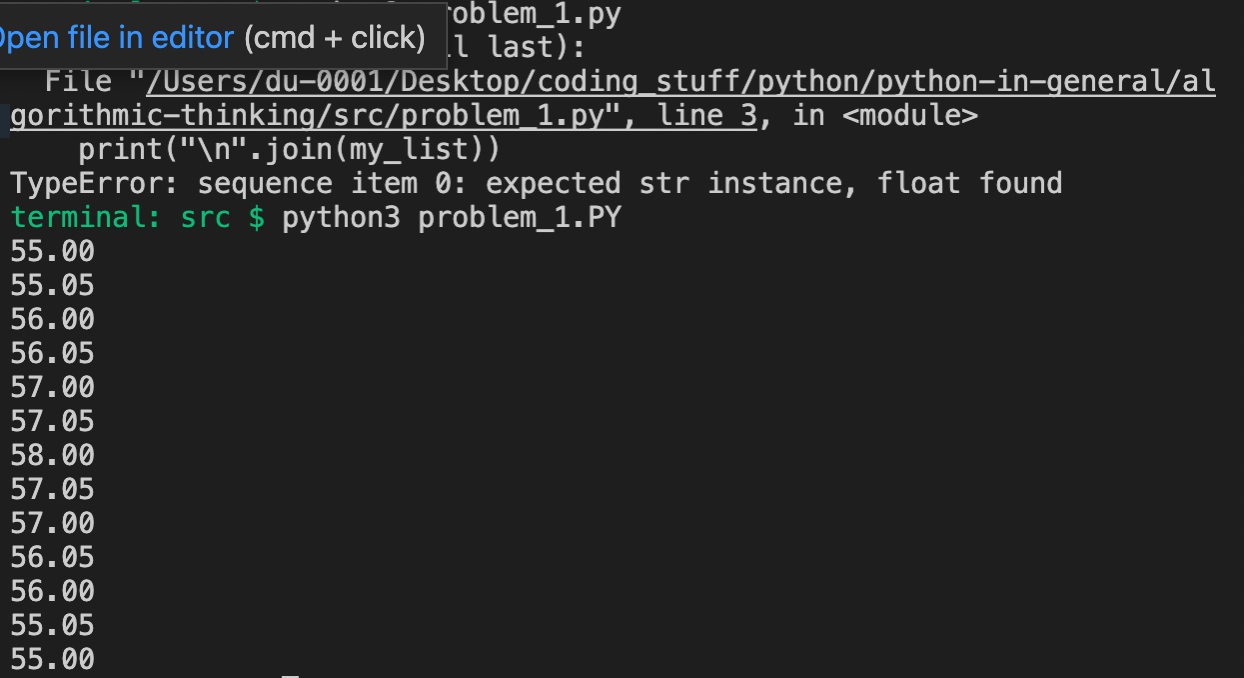 oblem_1.py
pen file in editor (cmd + click)
l last):
File "/Users/du-0001/Desktop/coding_stuff/python/python-in-general/al
gorithmic-thinking/src/problem_1.py", line 3, in <module>
print("\n".join(my_list))
TypeError: sequence item 0: expected str instance, float found
terminal: src $ python3 problem_1.PY
55.00
55.05
56.00
56.05
57.00
57.05
58.00
57.05
57.00
56.05
56.00
55.05
55.00